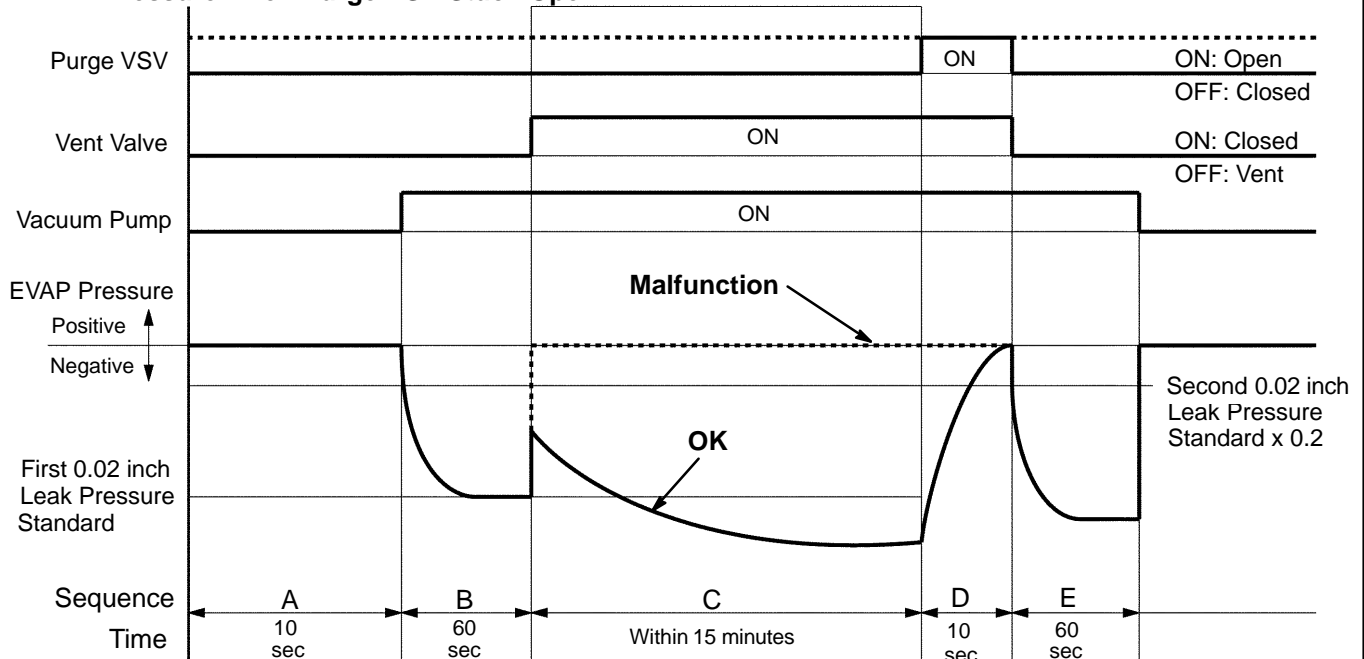 Purge VSV
ON
ON: Open
OFF: Closed
Vent Valve
ON
ON: Closed
OFF: Vent
Vacuum Pump
ON
EVAP Pressure
Positive
Negative
Malfunction
OK
Second 0.02 inch
Leak Pressure
Standard x 0.2
First 0.02 inch
Leak Pressure
Standard
Sequence
A
B
C
D
E
Time
10
sec
60
sec
Within 15 minutes
10
sec
60
sec